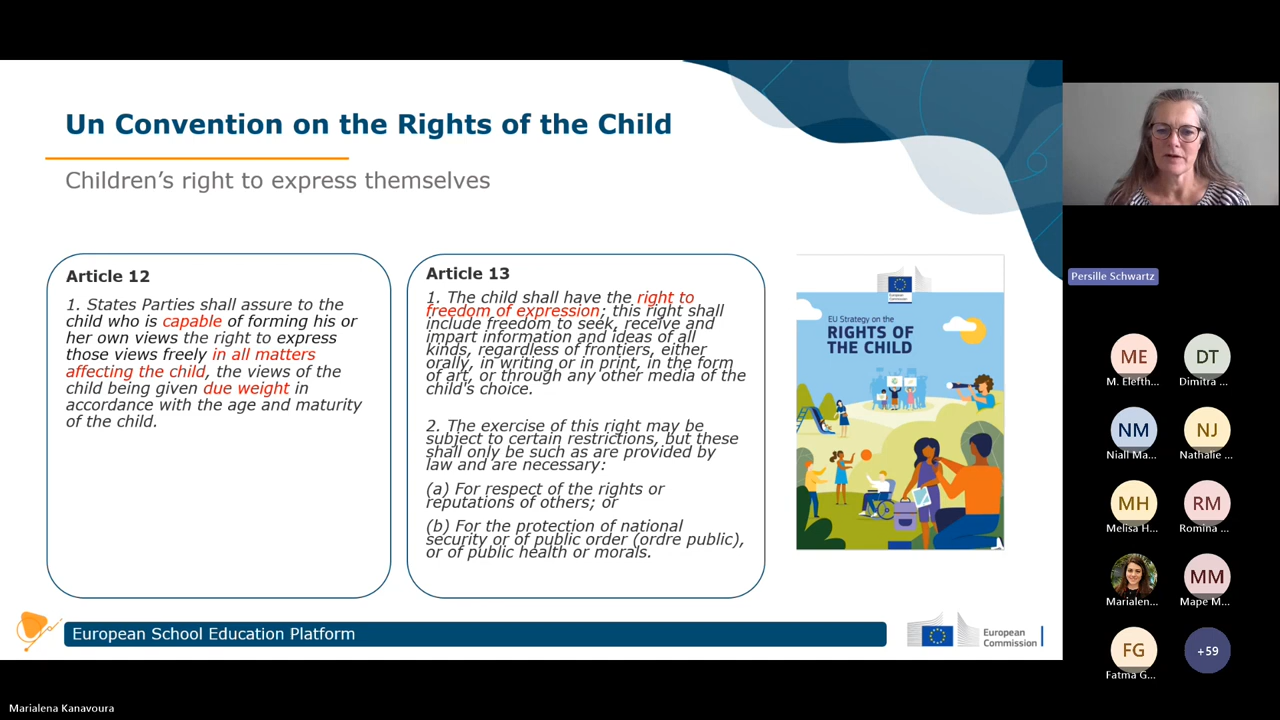 Un Convention on the Rights of the Child
Children's right to express themselves
Article 12
1. States Parties shall assure to the
child who is capable of forming his or
her own views the right to express
those views freely in all matters
affecting the child, the views of the
child being given due weight in
accordance with the age and maturity
of the child.
Article 13
1. The child shall have the right to
freedom of expression; this right shall
include freedom to seek, receive and
impart information and ideas of all
kinds, regardless of frontiers, either
orally, in writing or in print, in the form
of art, or through any other media of the
child's choice.
2. The exercise of this right may be
subject to certain restrictions, but these
shall only be such as are provided by
law and are necessary:
(a) For respect of the rights or
reputations of others; or
(b) For the protection of national
security or of public order (ordre public),
or of public health or morals.
EU Strategy on the
RIGHTS OF
THE CHILD
European School Education Platform
European
Commission
Persille Schwartz
ME
M. Elefth...
DT
Dimitra ...
NM
Niall Ma...
NJ
Nathalie ...
MH
Melisa H...
RM
Romina ...
Marialen...
MM
Mape M...
FG
Fatma G...
+59
Marialena Kanavoura